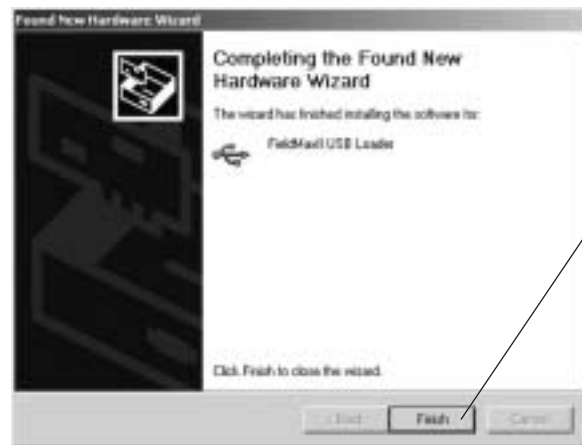 Found New Hardware Wizard
Completing the Found New
Hardware Wizard
The wizard has finished installing the software for:
FieldMaxII USB Loader
Click Finish to close the wizard.
< Back Finish Cancel